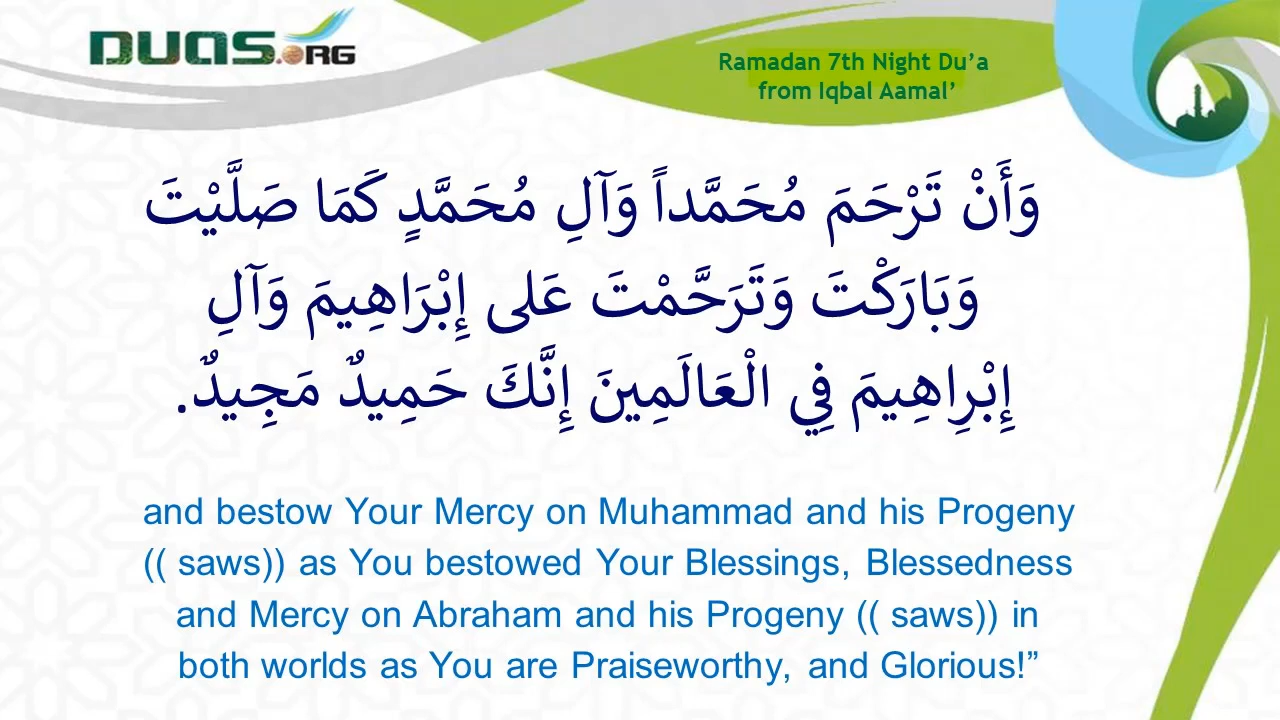 DUAS.ORG
Ramadan 7th Night Du’a
from Iqbal Aamal’
وَأَنْ تَرْحَمَ مُحَمَّداً وَآلِ مُحَمَّدٍ كَمَا صَلَّيْتَ
وَبَارَكْتَ وَتَرَحَّمْتَ عَلى إِبْرَاهِيمَ وَآلِ
إِبْرِاهِيمَ فِي الْعَالَمِينَ إِنَّكَ حَمِيدٌ مَجِيدٌ.
and bestow Your Mercy on Muhammad and his Progeny
(( saws)) as You bestowed Your Blessings, Blessedness
and Mercy on Abraham and his Progeny (( saws)) in
both worlds as You are Praiseworthy, and Glorious!”